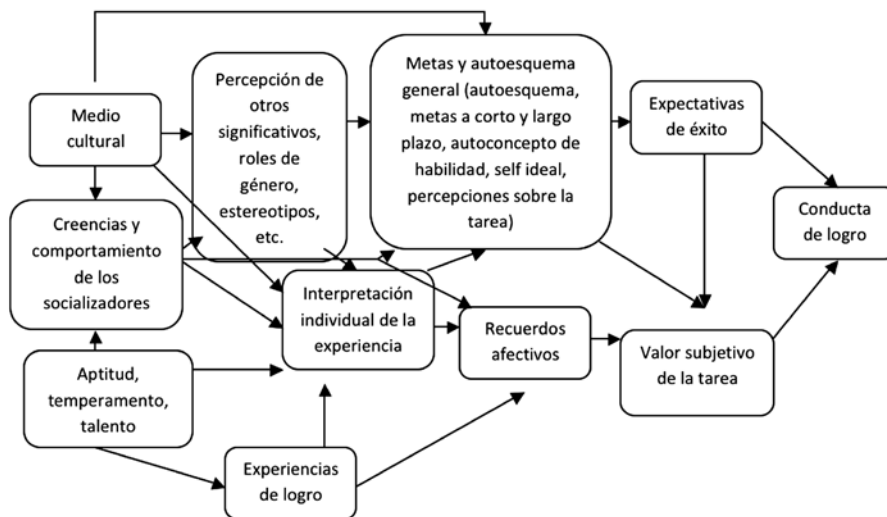 Medio
cultural
Percepción de
otros
significativos,
roles de
género,
estereotipos,
etc.
Metas y autoesquema
general (autoesquema,
metas a corto y largo
plazo, autoconcepto de
habilidad, self ideal,
percepciones sobre la
tarea)
Expectativas
de éxito
Conducta
de logro
Creencias y
comportamiento
de los
socializadores
Interpretación
individual de la
experiencia
Recuerdos
afectivos
Valor subjetivo
de la tarea
Aptitud,
temperamento,
talento
Experiencias
de logro